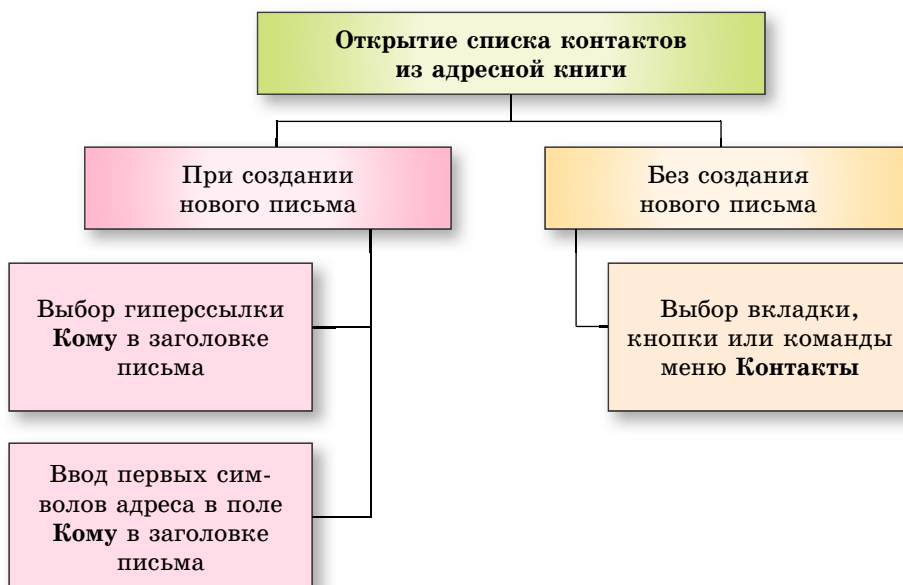 Открытие списка контактов
из адресной книги
При создании
нового письма
Без создания
нового письма
Выбор гиперссылки
Кому в заголовке
письма
Выбор вкладки,
кнопки или команды
меню Контакты
Ввод первых сим-
волов адреса в поле
Кому в заголовке
письма